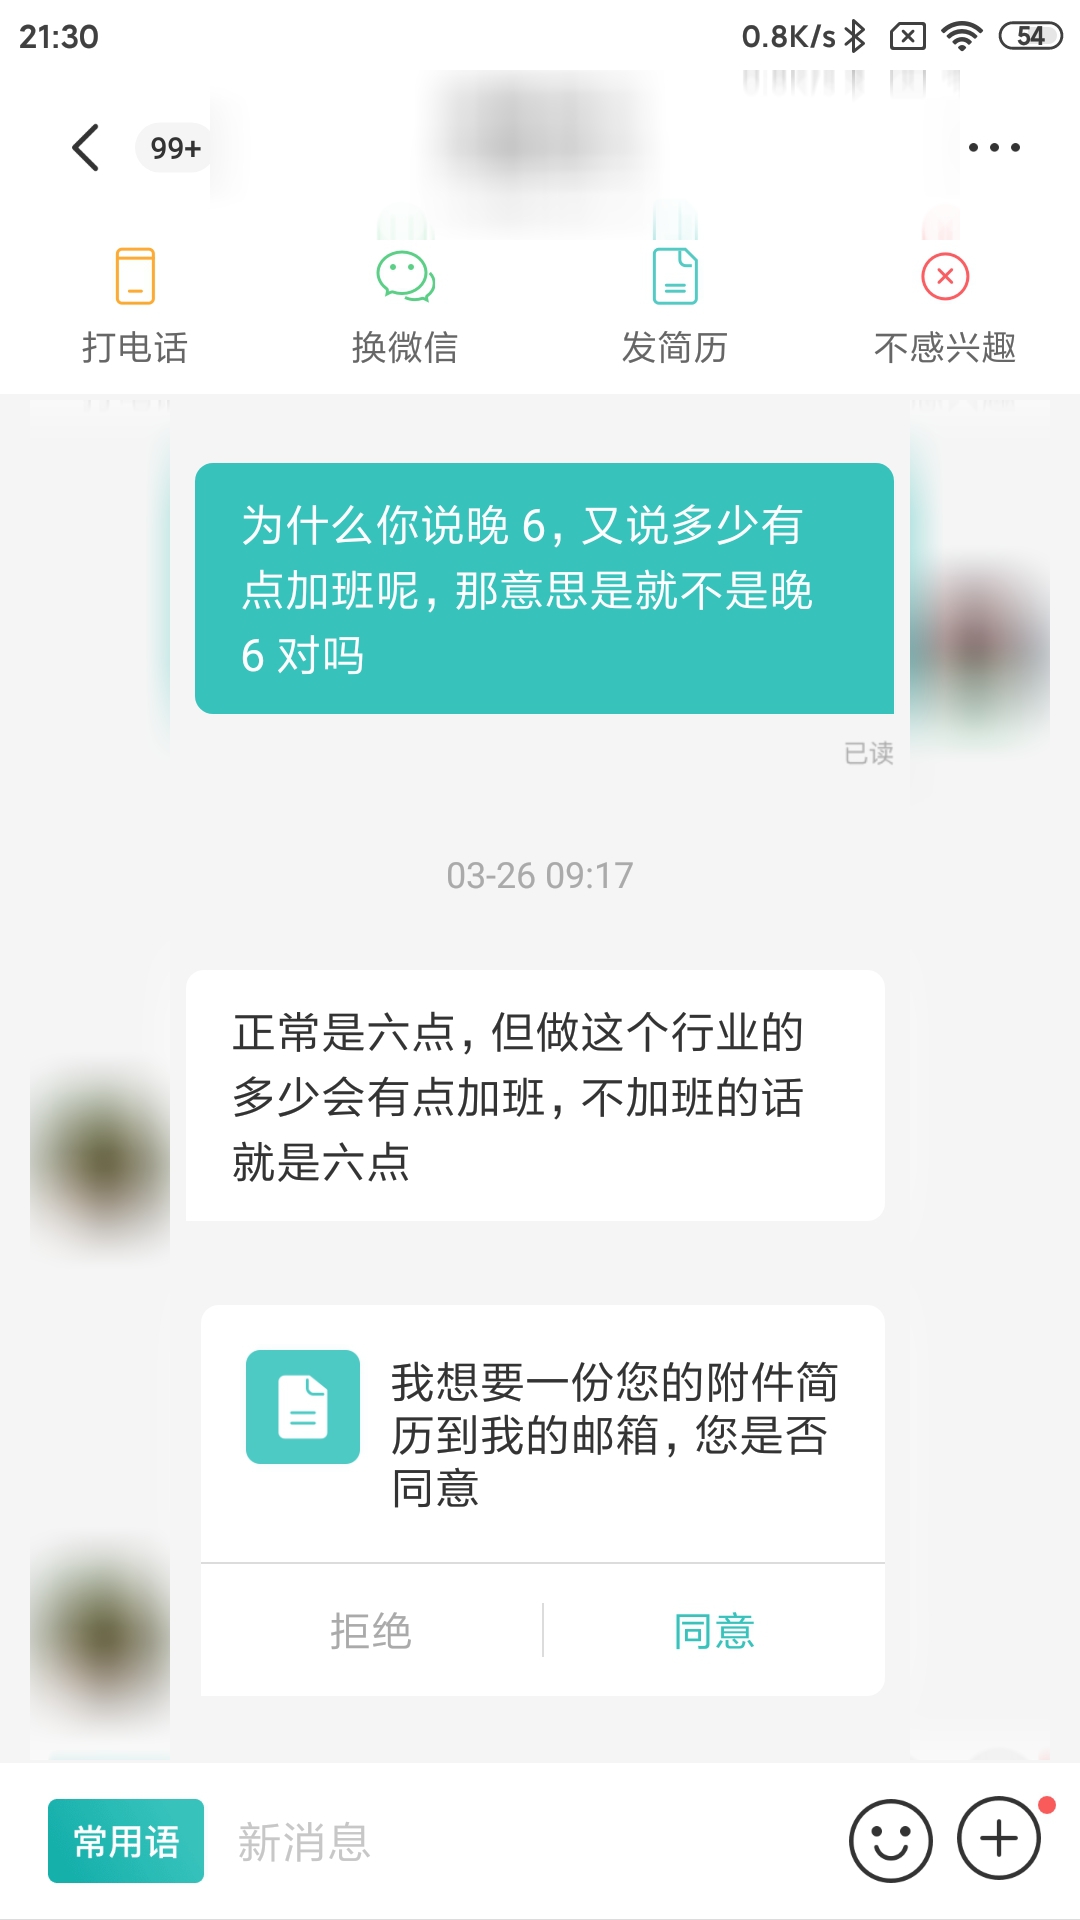 21:30
0.8K/s
54
99+
打电话
换微信
发简历
不感兴趣
为什么你说晚 6, 又说多少有
点加班呢, 那意思是就不是晚
6 对吗
已读
03-26 09:17
正常是六点, 但做这个行业的
多少会有点加班, 不加班的话
就是六点
我想要一份您的附件简
历到我的邮箱, 您是否
同意
拒绝
同意
常用语
新消息